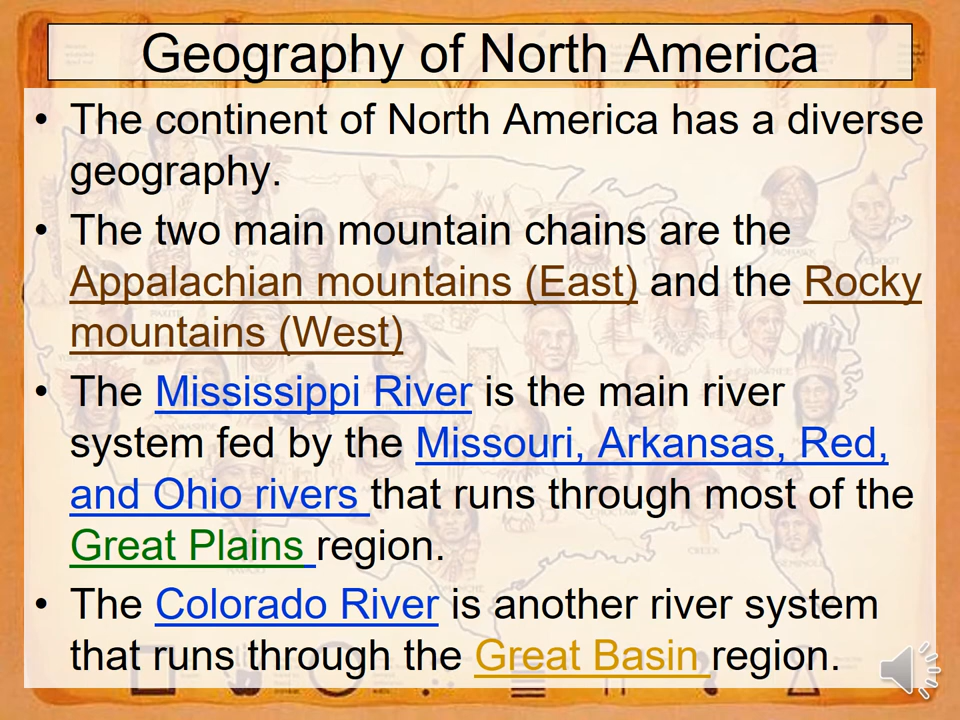 Geography of North America
• The continent of North America has a diverse
geography.
• The two main mountain chains are the
Appalachian mountains (East) and the Rocky
mountains (West)
• The Mississippi River is the main river
system fed by the Missouri, Arkansas, Red,
and Ohio rivers that runs through most of the
Great Plains region.
• The Colorado River is another river system
that runs through the Great Basin region.